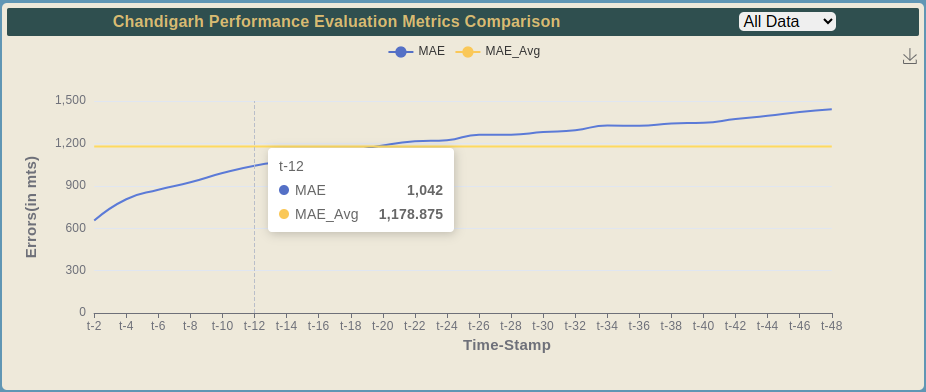 Chandigarh Performance Evaluation Metrics Comparison
All Data
MAE
MAE_Avg
Errors(in mts)
1,500
1,200
900
600
300
0
t-12
MAE 1,042
MAE_Avg 1,178.875
t-2 t-4 t-6 t-8 t-10 t-12 t-14 t-16 t-18 t-20 t-22 t-24 t-26 t-28 t-30 t-32 t-34 t-36 t-38 t-40 t-42 t-44 t-46 t-48
Time-Stamp